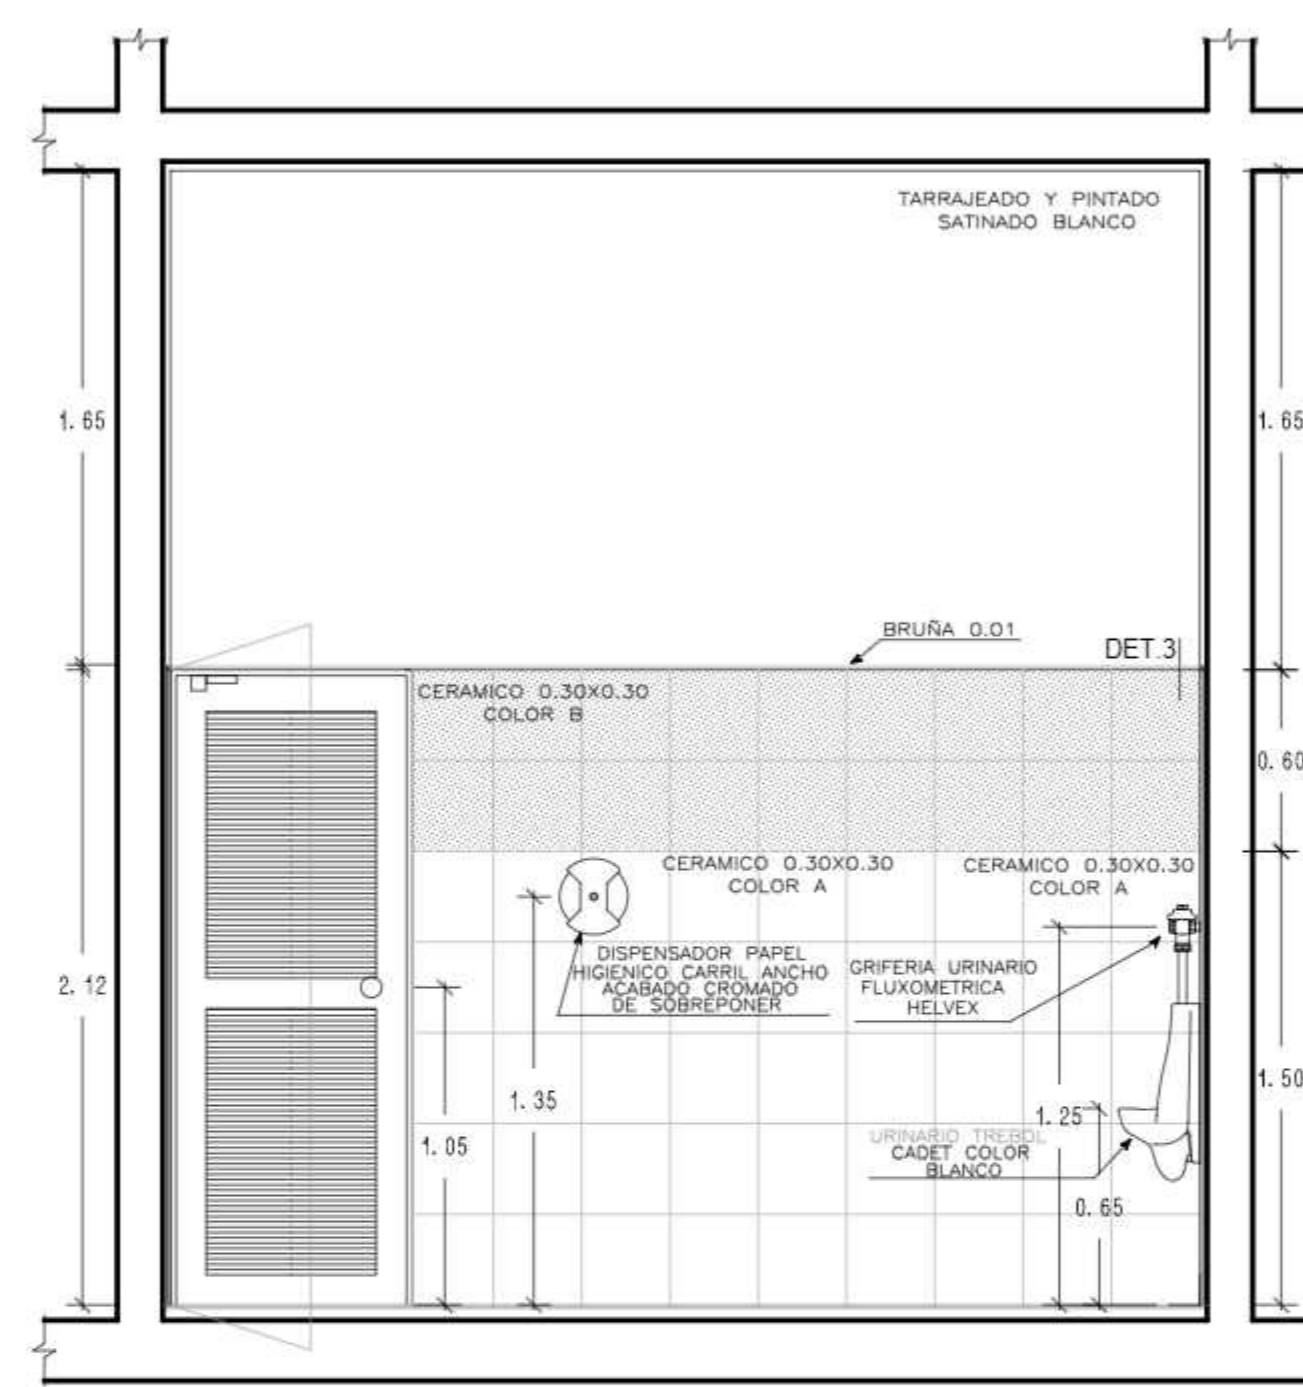 TARRAJEADO Y PINTADO
SATINADO BLANCO
1.65
1.65
BRUÑA 0.01
DET.3
CERAMICO 0.30X0.30
COLOR B
0.60
CERAMICO 0.30X0.30
COLOR A
CERAMICO 0.30X0.30
COLOR A
DISPENSADOR PAPEL
HIGIENICO CARRIL ANCHO
ACABADO CROMADO
DE SOBREPONER
GRIFERIA URINARIO
FLUXOMETRICA
HELVEX
2.12
1.50
1.35
1.25
1.05
URINARIO TREBOL
CADET COLOR
BLANCO
0.65